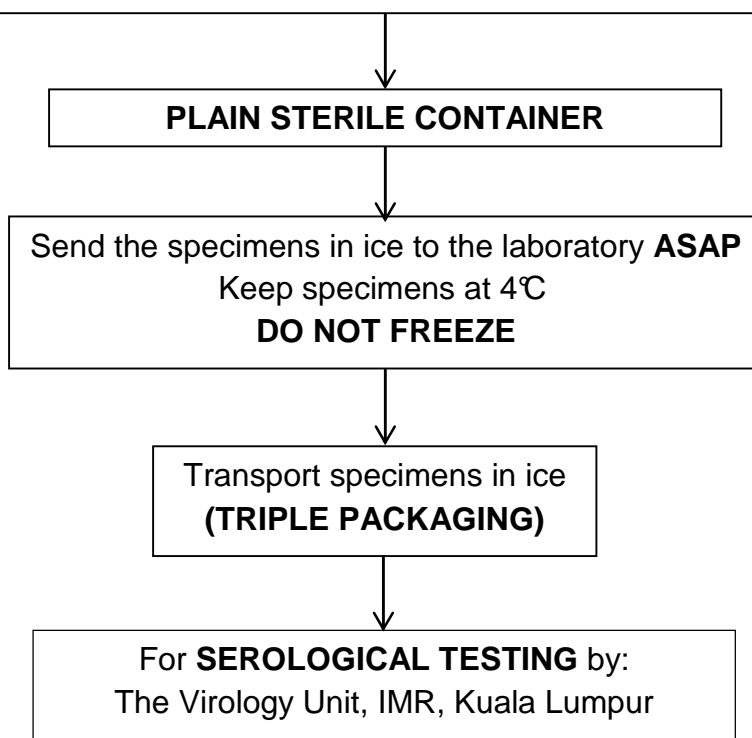 PLAIN STERILE CONTAINER
Send the specimens in ice to the laboratory ASAP
Keep specimens at 4℃
DO NOT FREEZE
Transport specimens in ice
(TRIPLE PACKAGING)
For SEROLOGICAL TESTING by:
The Virology Unit, IMR, Kuala Lumpur